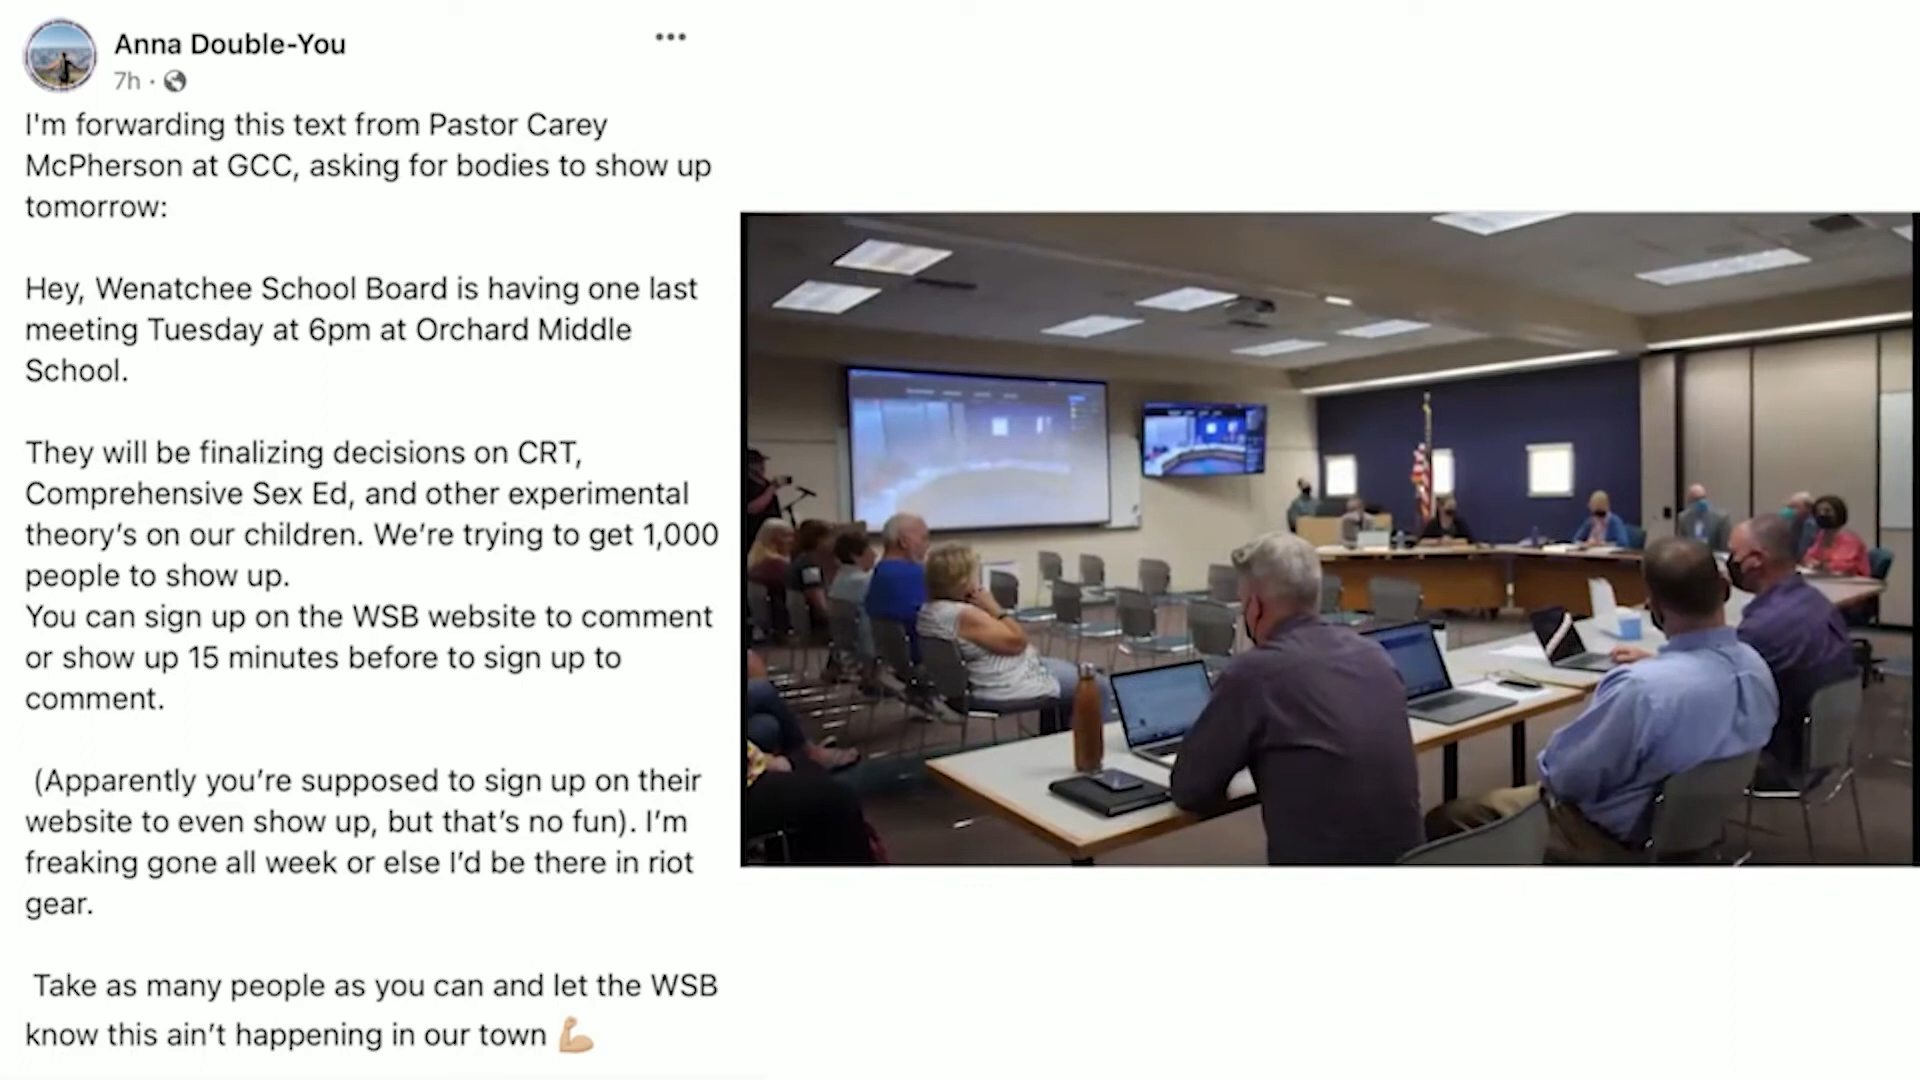 Anna Double-You
7h ·
I'm forwarding this text from Pastor Carey
McPherson at GCC, asking for bodies to show up
tomorrow:
Hey, Wenatchee School Board is having one last
meeting Tuesday at 6pm at Orchard Middle
School.
They will be finalizing decisions on CRT,
Comprehensive Sex Ed, and other experimental
theory's on our children. We're trying to get 1,000
people to show up.
You can sign up on the WSB website to comment
or show up 15 minutes before to sign up to
comment.
(Apparently you're supposed to sign up on their
website to even show up, but that's no fun). I'm
freaking gone all week or else I'd be there in riot
gear.
Take as many people as you can and let the WSB
know this ain't happening in our town 💪🏼